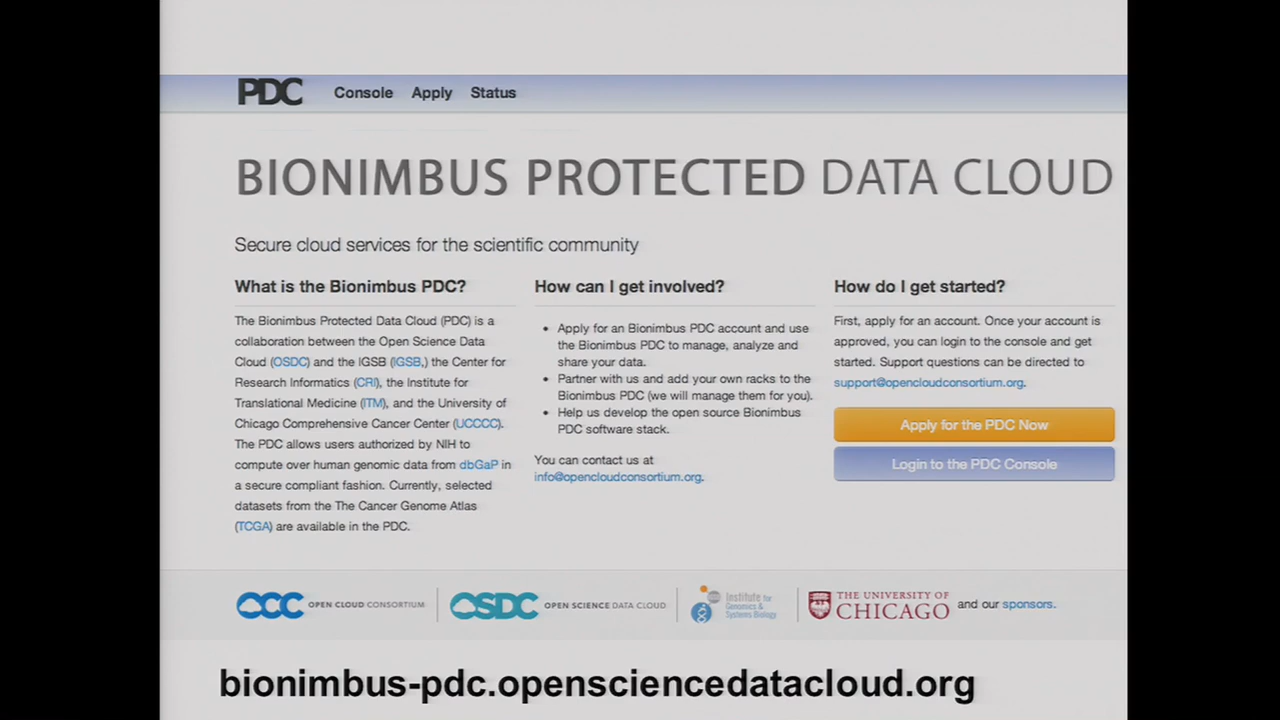 PDC Console Apply Status
BIONIMBUS PROTECTED DATA CLOUD
Secure cloud services for the scientific community
What is the Bionimbus PDC?
The Bionimbus Protected Data Cloud (PDC) is a
collaboration between the Open Science Data
Cloud (OSDC) and the IGSB (IGSB,) the Center for
Research Informatics (CRI), the Institute for
Translational Medicine (ITM), and the University of
Chicago Comprehensive Cancer Center (UCCCC).
The PDC allows users authorized by NIH to
compute over human genomic data from dbGaP in
a secure compliant fashion. Currently, selected
datasets from the The Cancer Genome Atlas
(TCGA) are available in the PDC.
How can I get involved?
• Apply for an Bionimbus PDC account and use
the Bionimbus PDC to manage, analyze and
share your data.
• Partner with us and add your own racks to the
Bionimbus PDC (we will manage them for you).
• Help us develop the open source Bionimbus
PDC software stack.
You can contact us at
info@opencloudconsortium.org.
How do I get started?
First, apply for an account. Once your account is
approved, you can login to the console and get
started. Support questions can be directed to
support@opencloudconsortium.org.
Apply for the PDC Now
Login to the PDC Console
OCC OPEN CLOUD CONSORTIUM
OSDC OPEN SCIENCE DATA CLOUD
Institute for
Genomics &
Systems Biology
THE UNIVERSITY OF
CHICAGO
and our sponsors.
bionimbus-pdc.opensciencedatacloud.org